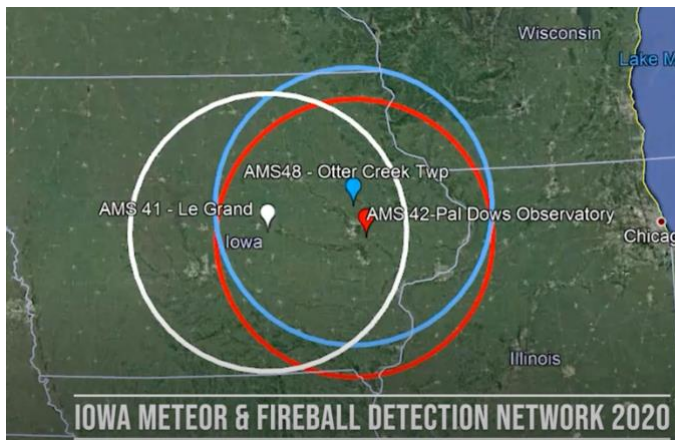 Wisconsin
Lake M
AMS48 - Otter Creek Twp
AMS 41 - Le Grand
AMS 42-Pal Dows Observatory
Iowa
Chicag
Illinois
IOWA METEOR & FIREBALL DETECTION NETWORK 2020